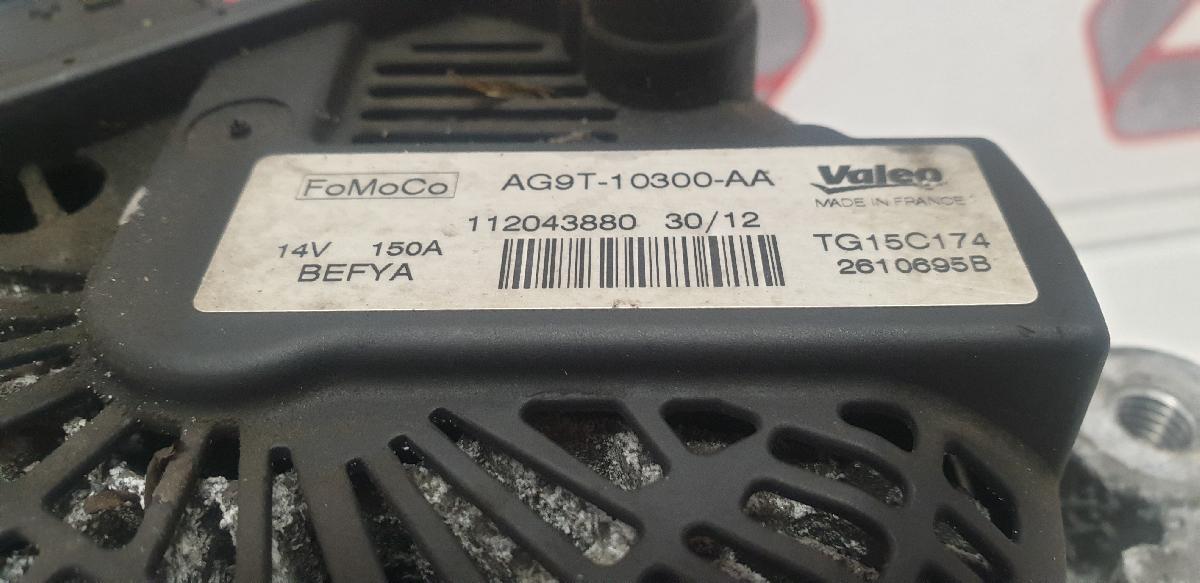 FoMoCo AG9T-10300-AA Valeo
MADE IN FRANCE
112043880 30/12
14V 150A TG15C174
BEFYA 2610695B